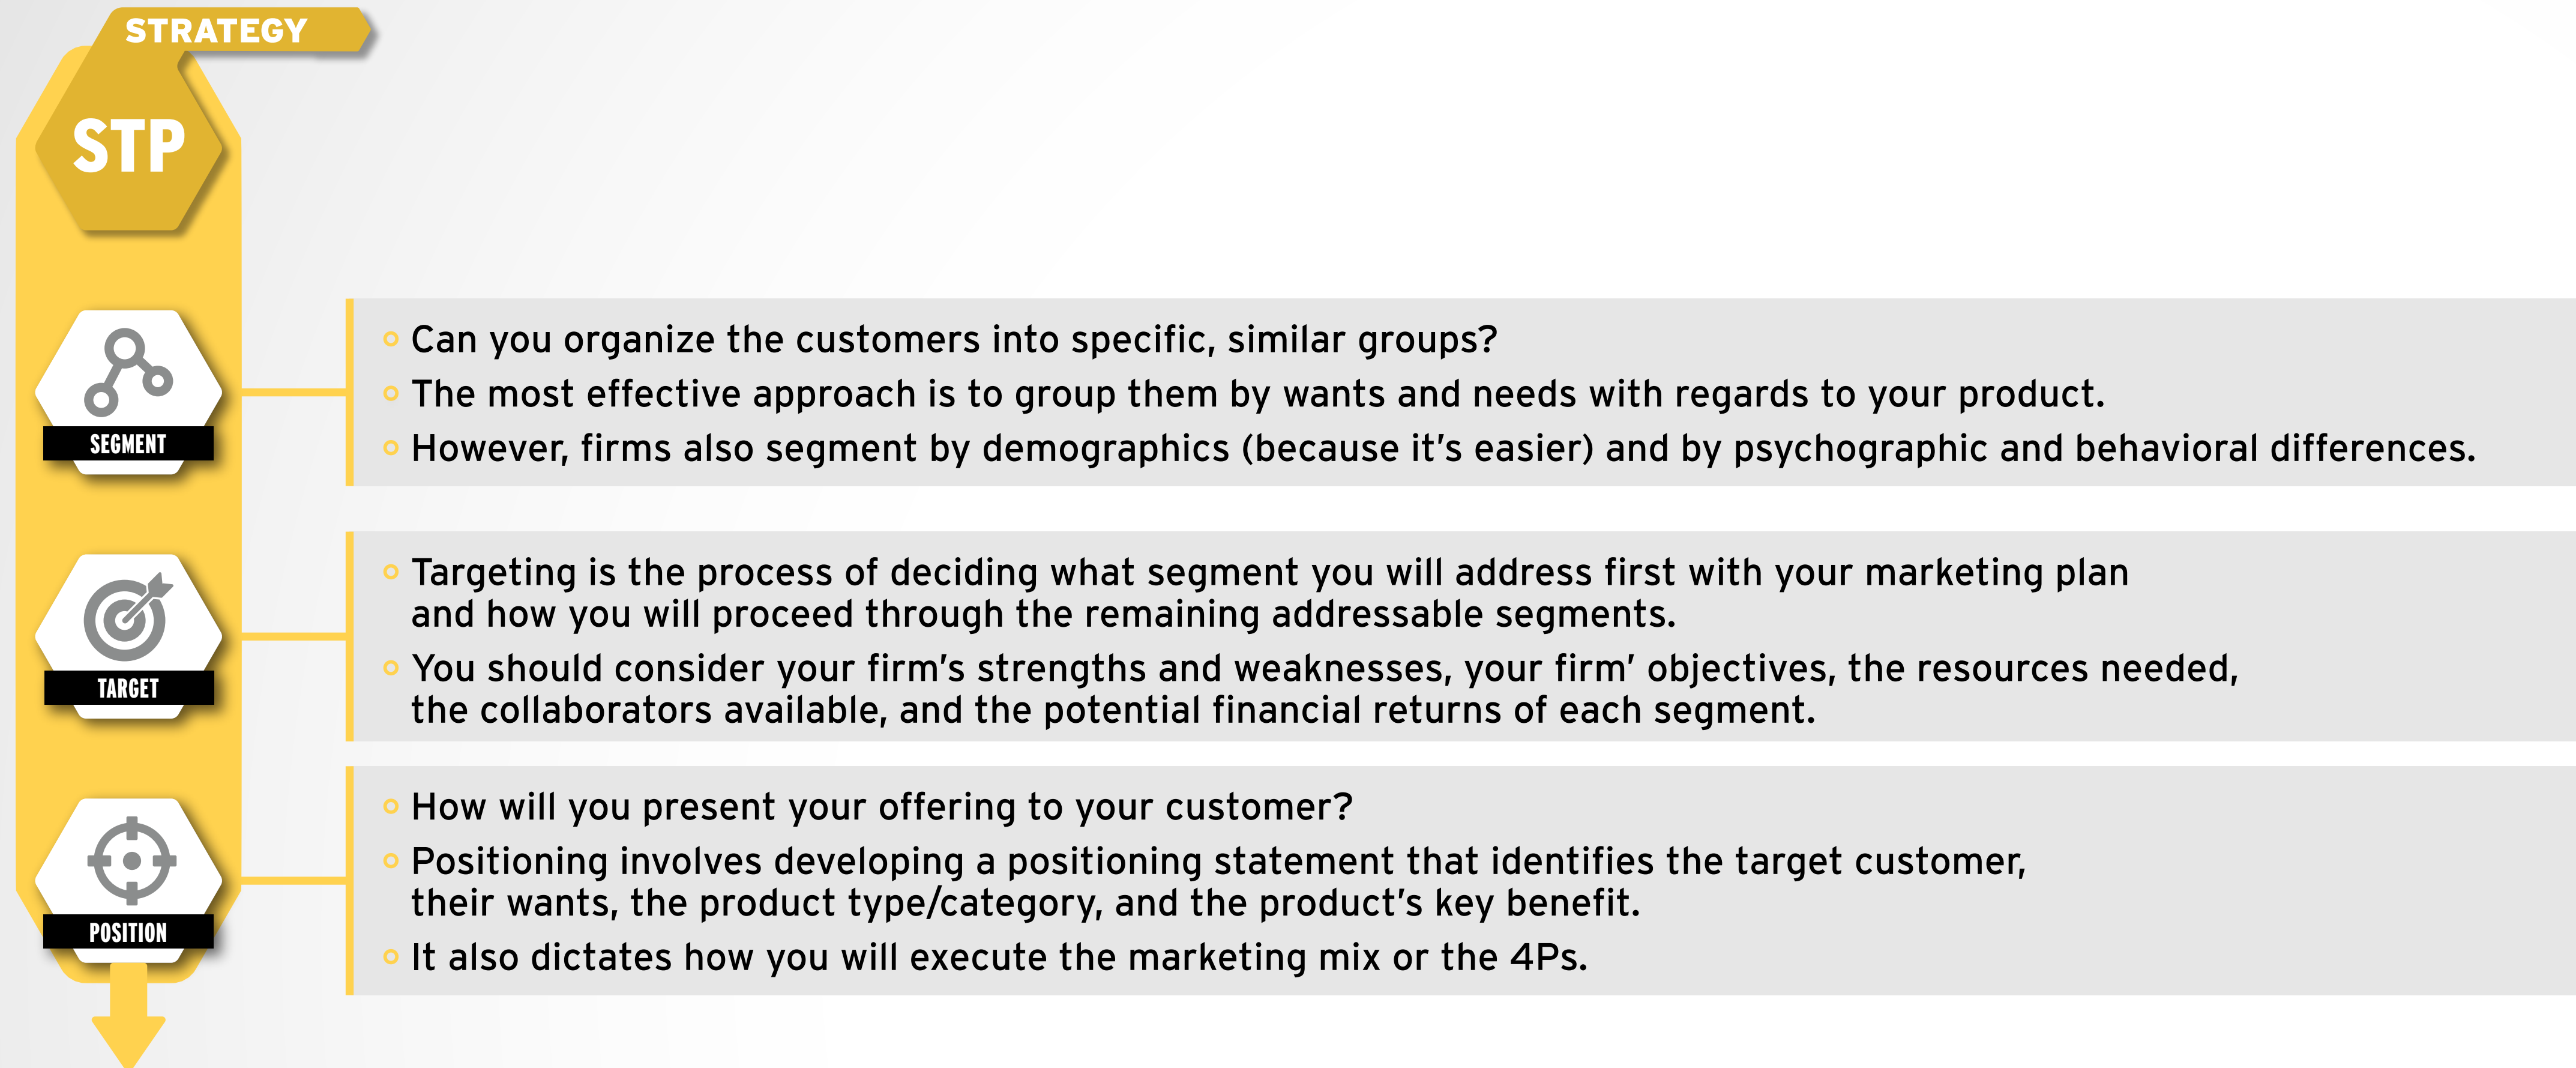 STRATEGY
STP
SEGMENT
Can you organize the customers into specific, similar groups?
The most effective approach is to group them by wants and needs with regards to your product.
However, firms also segment by demographics (because it's easier) and by psychographic and behavioral differences.
TARGET
Targeting is the process of deciding what segment you will address first with your marketing plan
and how you will proceed through the remaining addressable segments.
You should consider your firm's strengths and weaknesses, your firm' objectives, the resources needed,
the collaborators available, and the potential financial returns of each segment.
POSITION
How will you present your offering to your customer?
Positioning involves developing a positioning statement that identifies the target customer,
their wants, the product type/category, and the product's key benefit.
It also dictates how you will execute the marketing mix or the 4Ps.